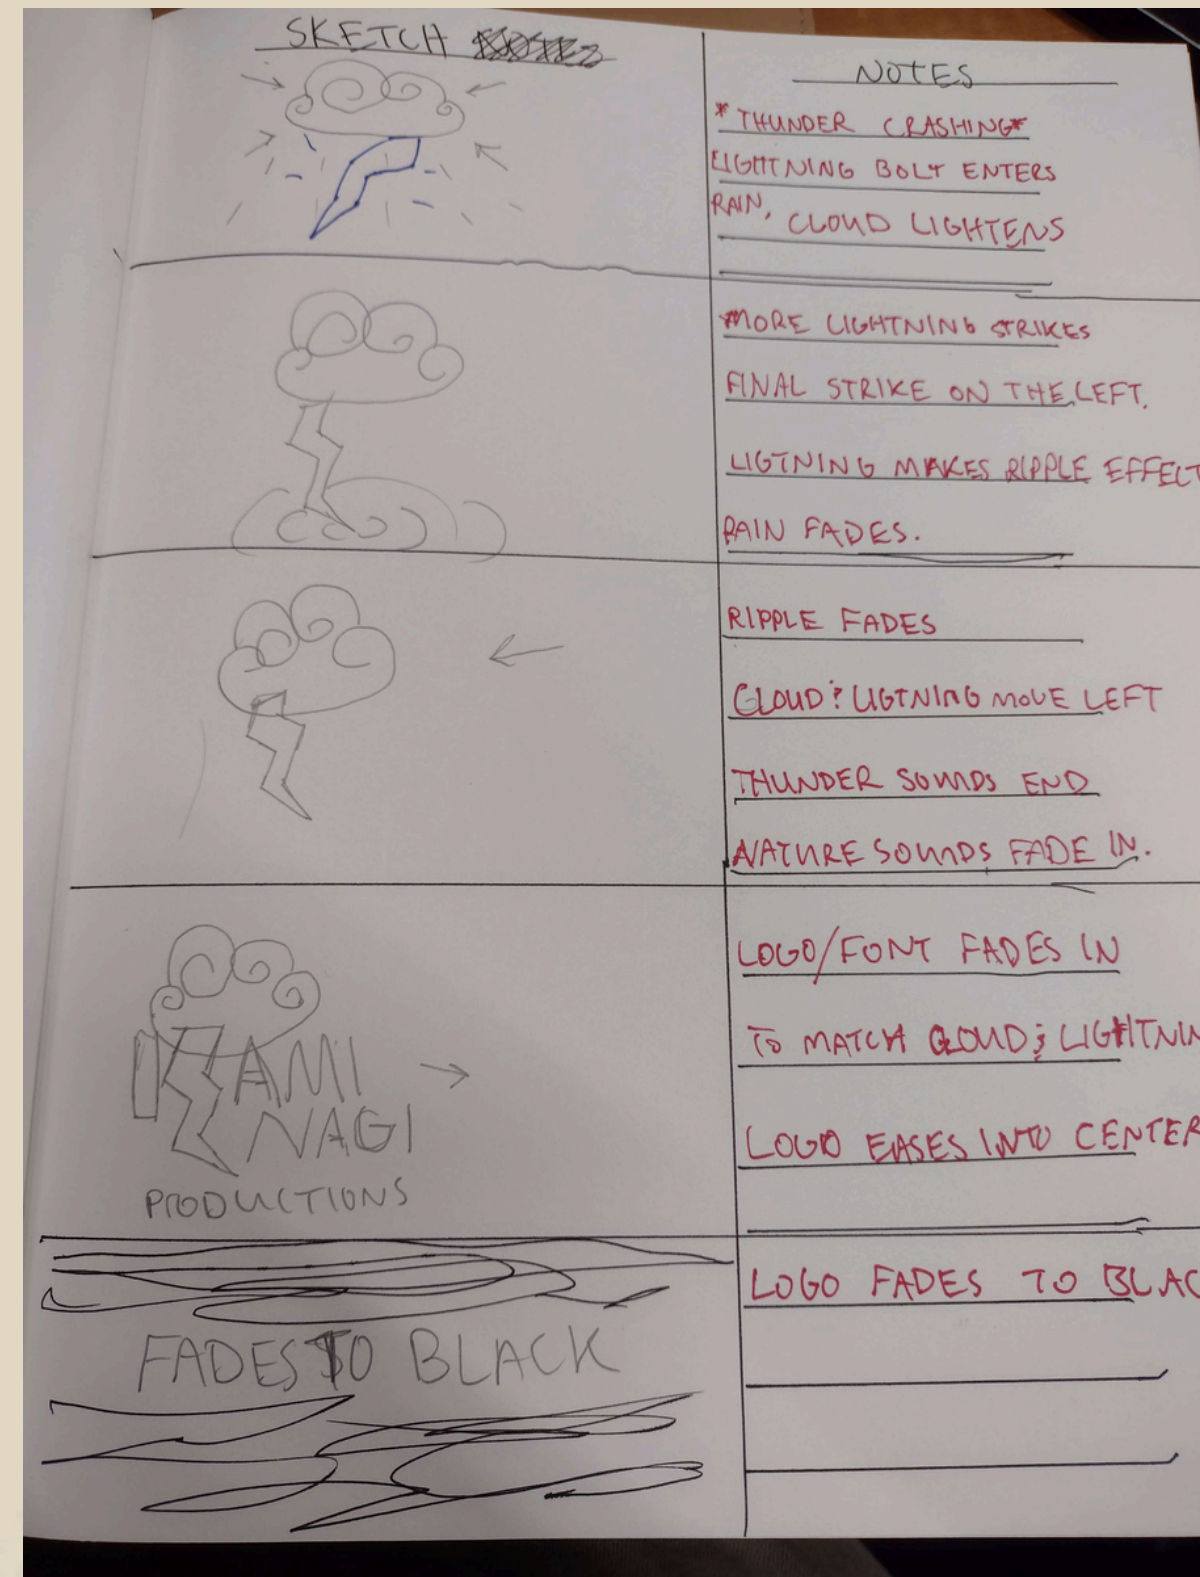 SKETCH
NOTES
*THUNDER CRASHING*
LIGHTNING BOLT ENTERS
RAIN, CLOUD LIGHTENS
MORE LIGHTNING STRIKES
FINAL STRIKE ON THE LEFT.
LIGTNING MAKES RIPPLE EFFECT
RAIN FADES.
RIPPLE FADES
CLOUD & LIGTNING MOVE LEFT
THUNDER SOUNDS END
NATURE SOUNDS FADE IN.
KAMI
NAGI
PRODUCTIONS
LOGO/FONT FADES IN
TO MATCH CLOUD & LIGHTNIN
LOGO EASES INTO CENTER
FADES TO BLACK
LOGO FADES TO BLAC